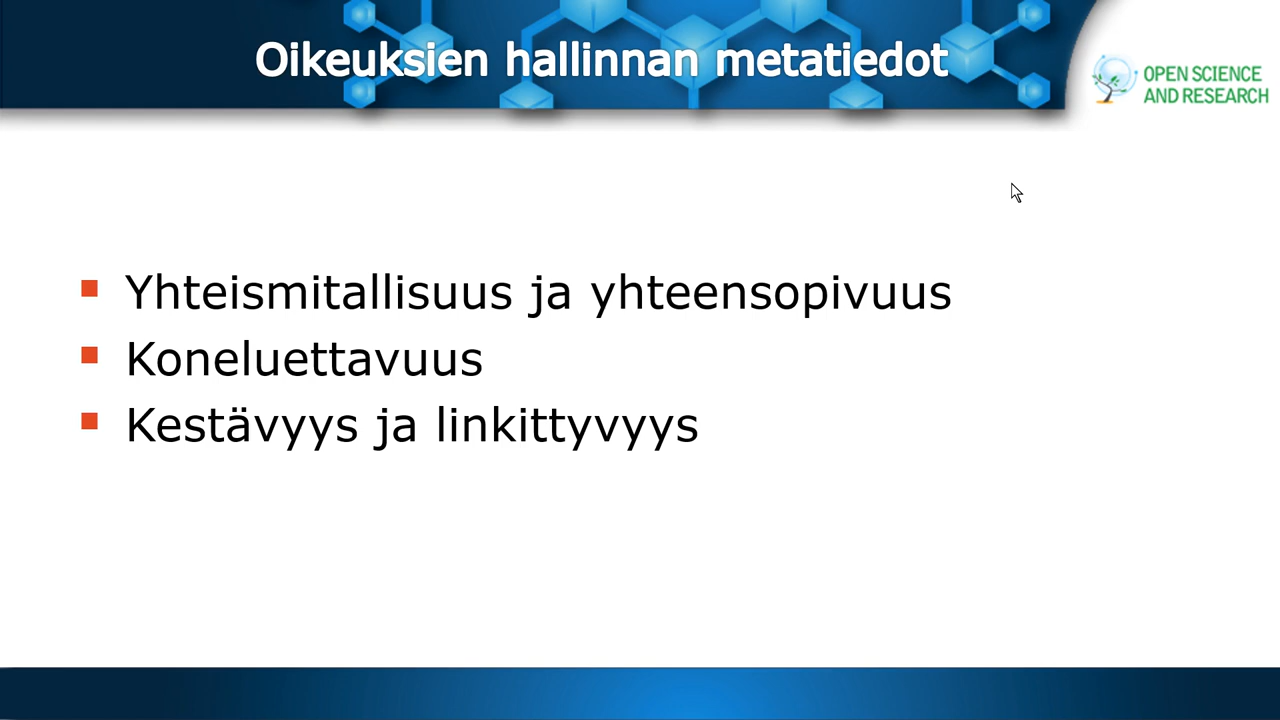 Oikeuksien hallinnan metatiedot
OPEN SCIENCE
AND RESEARCH
Yhteismitallisuus ja yhteensopivuus
Koneluettavuus
Kestävyys ja linkittyvyys